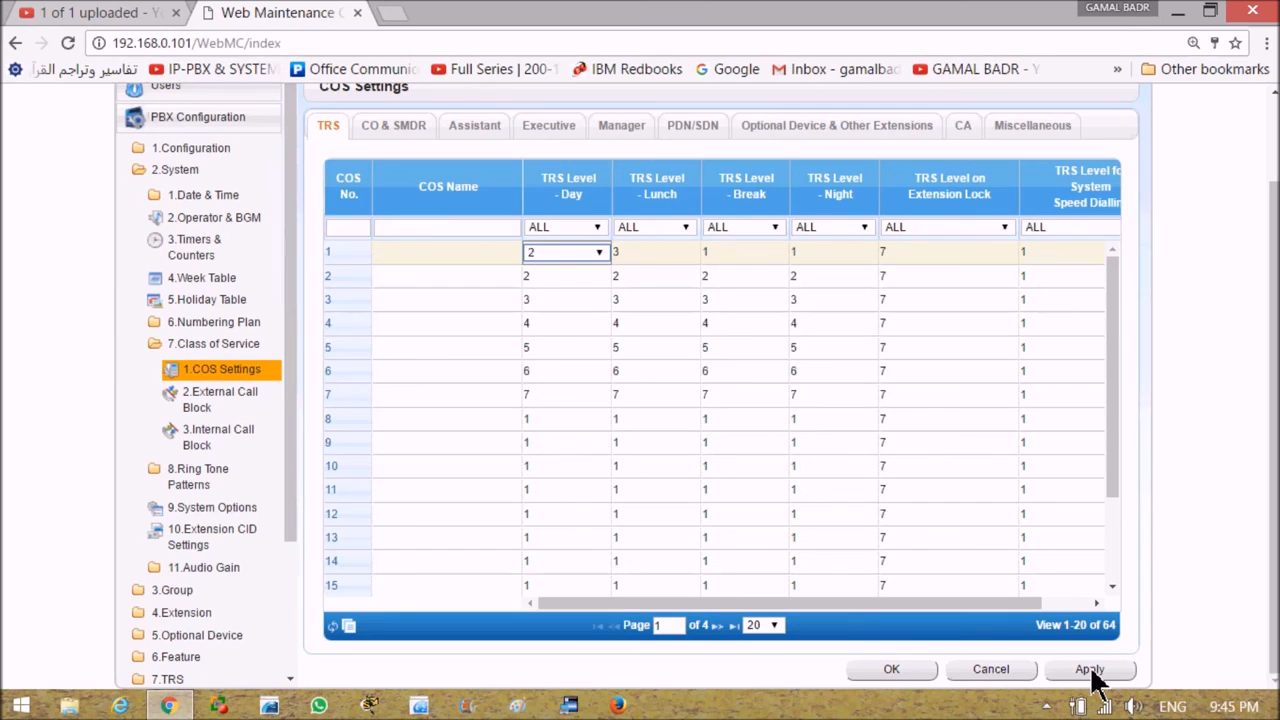 1 of 1 uploaded - Y
Web Maintenance C
GAMAL BADR
192.168.0.101/WebMC/index
تفاسير وتراجم القرآ
IP-PBX & SYSTEM
Office Communic
Full Series | 200-1
IBM Redbooks
Google
Inbox - gamalbad
GAMAL BADR - Y
»
Other bookmarks
Users
PBX Configuration
1.Configuration
2.System
1.Date & Time
2.Operator & BGM
3.Timers &
Counters
4.Week Table
5.Holiday Table
6.Numbering Plan
7.Class of Service
1.COS Settings
2.External Call
Block
3.Internal Call
Block
8.Ring Tone
Patterns
9.System Options
10.Extension CID
Settings
11.Audio Gain
3.Group
4.Extension
5.Optional Device
6.Feature
7.TRS
COS Settings
TRS CO & SMDR Assistant Executive Manager PDN/SDN Optional Device & Other Extensions CA Miscellaneous
COS
No.
COS Name
TRS Level
- Day
TRS Level
- Lunch
TRS Level
- Break
TRS Level
- Night
TRS Level on
Extension Lock
TRS Level fo
System
Speed Diallin
ALL ALL ALL ALL ALL ALL
1 2 3 1 1 7 1
2 2 2 2 2 7 1
3 3 3 3 3 7 1
4 4 4 4 4 7 1
5 5 5 5 5 7 1
6 6 6 6 6 7 1
7 7 7 7 7 7 1
8 1 1 1 1 7 1
9 1 1 1 1 7 1
10 1 1 1 1 7 1
11 1 1 1 1 7 1
12 1 1 1 1 7 1
13 1 1 1 1 7 1
14 1 1 1 1 7 1
15 1 1 1 1 7 1
Page 1 of 4 20 View 1-20 of 64
OK Cancel Apply
ENG 9:45 PM